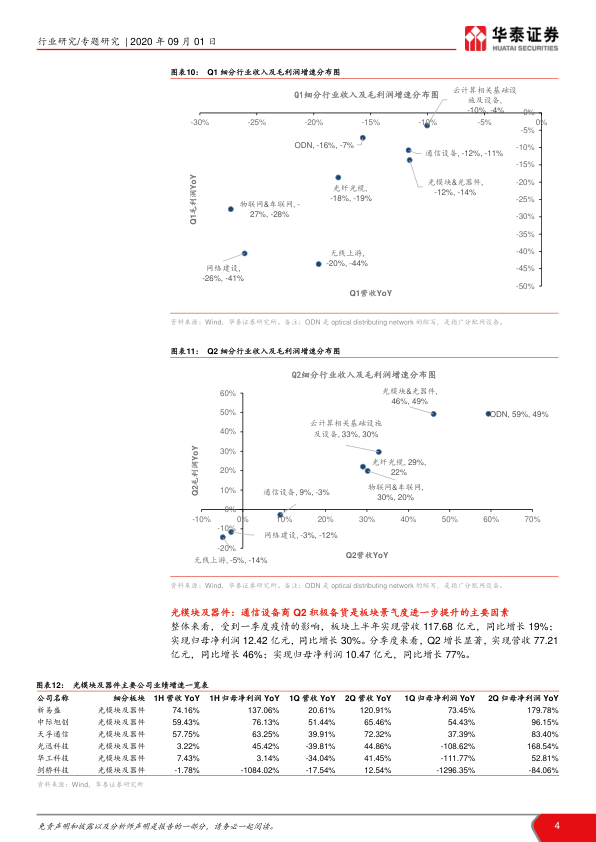 行业研究/专题研究 | 2020 年 09 月 01 日
华泰证券
HUATAI SECURITIES
图表10： Q1 细分行业收入及毛利润增速分布图
Q1细分行业收入及毛利润增速分布图
云计算相关基础设
施及设备,
-10%, -4%
-30%
-25%
-20%
-15%
-10%
-5%
0%
0%
-5%
-10%
-15%
-20%
-25%
-30%
-35%
-40%
-45%
-50%
ODN, -16%, -7%
通信设备, -12%, -11%
光模块&光器件,
-12%, -14%
光纤光模,
-18%, -19%
物联网&车联网, -
27%, -28%
网络建设,
-26%, -41%
无线上游,
-20%, -44%
Q1毛利润YoY
Q1营收YoY
资料来源：Wind、华泰证券研究所。备注：ODN 是 optical distributing network 的缩写，是指广分配网设备。
图表11： Q2 细分行业收入及毛利润增速分布图
Q2细分行业收入及毛利润增速分布图
60%
50%
40%
30%
20%
10%
0%
-10%
-20%
光模块&光器件,
46%, 49%
ODN, 59%, 49%
云计算相关基础设施
及设备, 33%, 30%
光纤光模, 29%,
22%
物联网&车联网,
30%, 20%
通信设备, 9%, -3%
-10%
0%
10%
20%
30%
40%
50%
60%
70%
网络建设, -3%, -12%
无线上游, -5%, -14%
Q2毛利润YoY
Q2营收YoY
资料来源：Wind、华泰证券研究所。备注：ODN 是 optical distributing network 的缩写，是指广分配网设备。
光模块及器件：通信设备商 Q2 积极备货是板块景气度进一步提升的主要因素
整体来看，受到一季度疫情的影响，板块上半年实现营收 117.68 亿元，同比增长 19%；
实现归母净利润 12.42 亿元，同比增长 30%。分季度来看，Q2 增长显著，实现营收 77.21
亿元，同比增长 46%；实现归母净利润 10.47 亿元，同比增长 77%。
图表12： 光模块及器件主要公司业绩增速一览表
公司名称 细分板块 1H 营收 YoY 1H 归母净利润 YoY 1Q 营收 YoY 2Q 营收 YoY 1Q 归母净利润 YoY 2Q 归母净利润 YoY
新易盛 光模块及器件 74.16% 137.06% 20.61% 120.91% 73.45% 179.78%
中际旭创 光模块及器件 59.43% 76.13% 51.44% 65.46% 54.43% 96.15%
天孚通信 光模块及器件 57.75% 63.25% 39.91% 72.32% 37.39% 83.40%
光迅科技 光模块及器件 3.22% 45.42% -39.81% 44.86% -108.62% 168.54%
华工科技 光模块及器件 7.43% 3.14% -34.04% 41.45% -111.77% 52.81%
剑桥科技 光模块及器件 -1.78% -1084.02% -17.54% 12.54% -1296.35% -84.06%
资料来源：Wind、华泰证券研究所
免责声明和披露以及分析师声明是报告的一部分，请务必一起阅读。
4